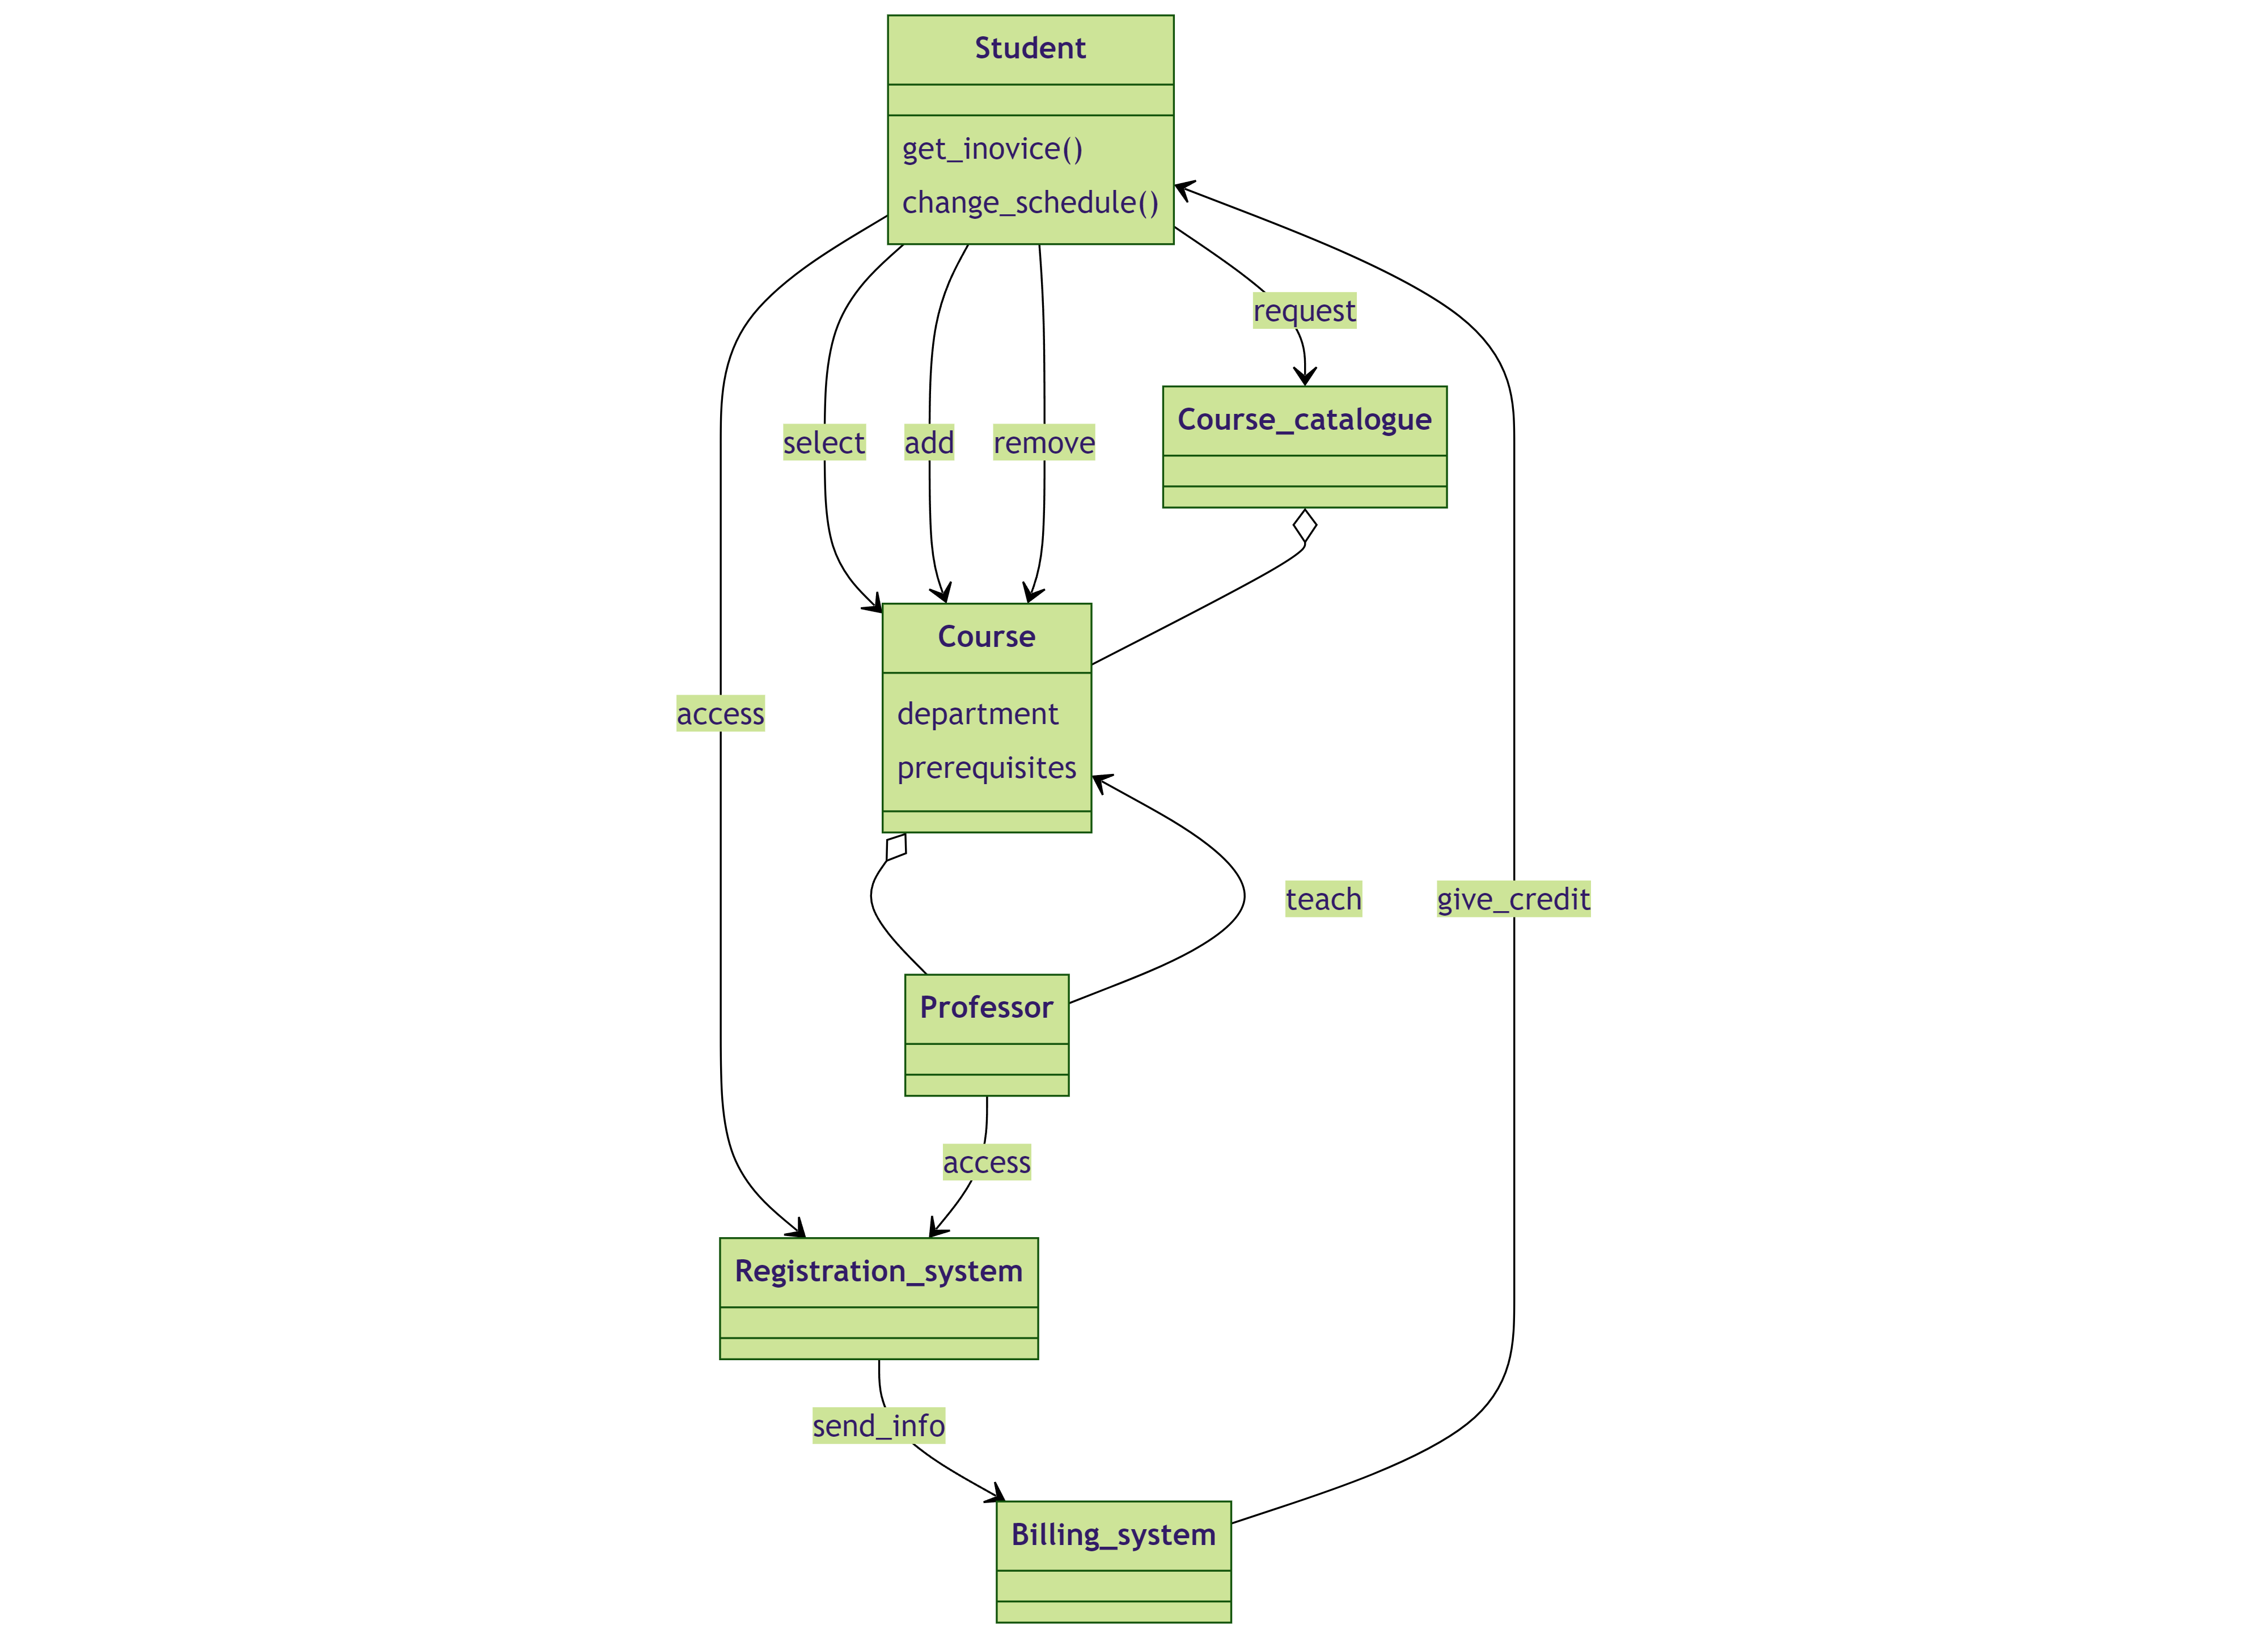 Student
get_inovice()
change_schedule()
request
Course_catalogue
select
add
remove
Course
department
prerequisites
access
teach
give_credit
Professor
access
Registration_system
send_info
Billing_system